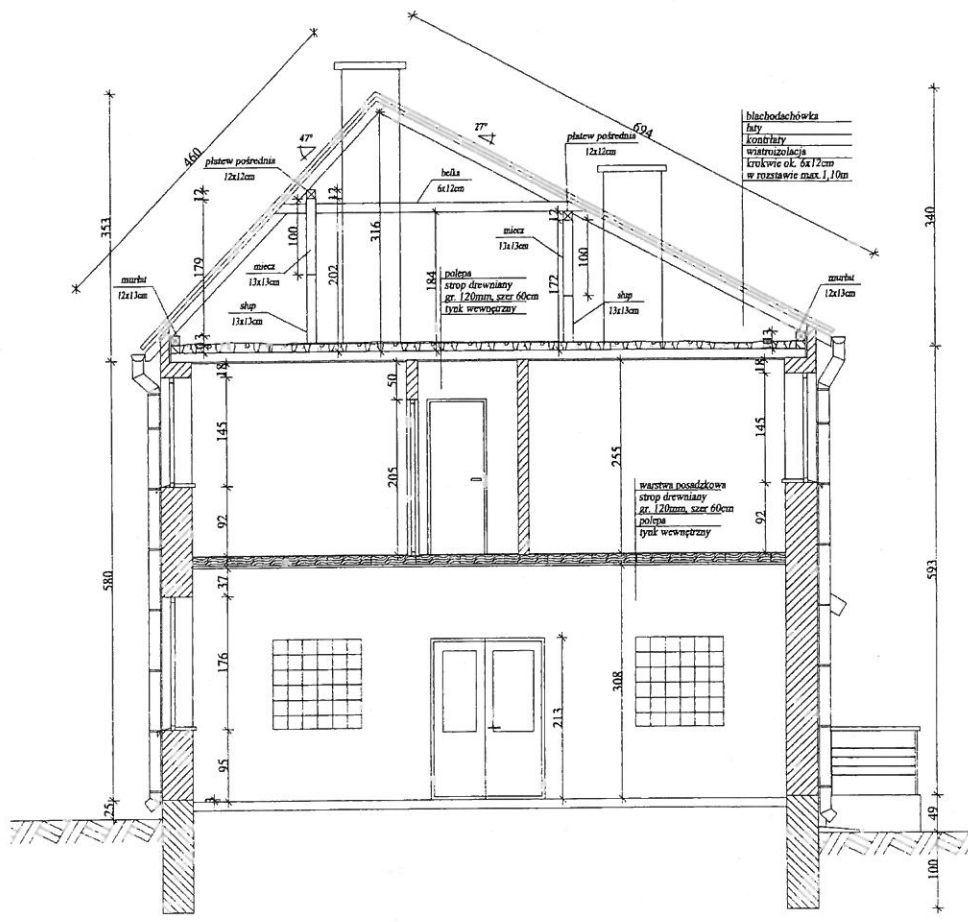 460
694
47°
27°
płatew pośrednia
12x12cm
płatew pośrednia
12x12cm
belka
6x12cm
blachodachówka
łaty
kontrłaty
wiatroizolacja
krokwie ok. 6x12cm
w rozstawie max.1,10m
353
340
12
179
13
100
12
202
316
184
12
172
100
13
miecz
13x13cm
miecz
13x13cm
słup
13x13cm
słup
13x13cm
murłat
12x13cm
murłat
12x13cm
polepa
strop drewniany
gr. 120mm, szer 60cm
tynk wewnętrzny
18
145
92
50
205
255
18
145
92
warstwa posadzkowa
strop drewniany
gr. 120mm, szer 60cm
polepa
tynk wewnętrzny
580
593
37
176
95
3
213
308
25
49
100